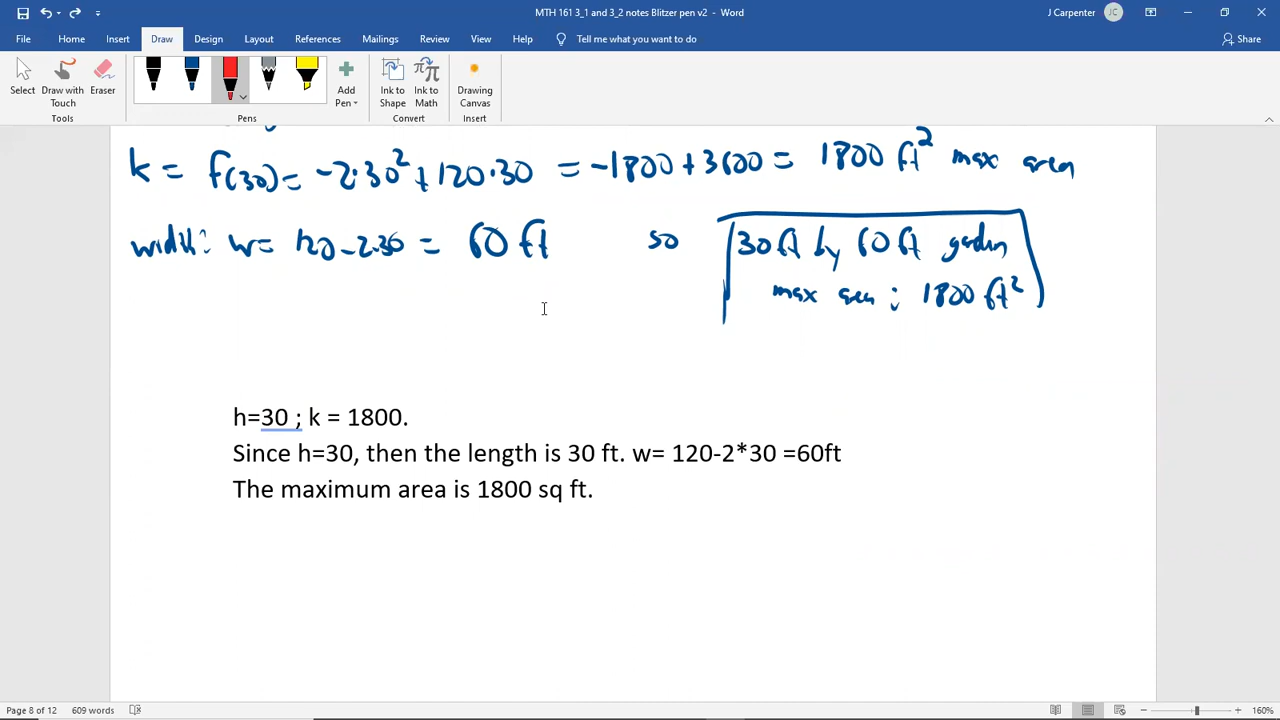 MTH 161 3_1 and 3_2 notes Blitzer pen v2 - Word
J Carpenter JC
File Home Insert Draw Design Layout References Mailings Review View Help Tell me what you want to do Share
Select Draw with Touch Eraser Add Pen Ink to Shape Ink to Math Drawing Canvas
Tools Pens Convert Insert
k = f(30) = -2·30² + 120·30 = -1800 + 3600 = 1800 ft² max area
width: w = 120 - 2·30 = 60 ft so 30 ft by 60 ft garden
max area : 1800 ft²
h=30 ; k = 1800.
Since h=30, then the length is 30 ft. w= 120-2*30 =60ft
The maximum area is 1800 sq ft.
Page 8 of 12 609 words 160%